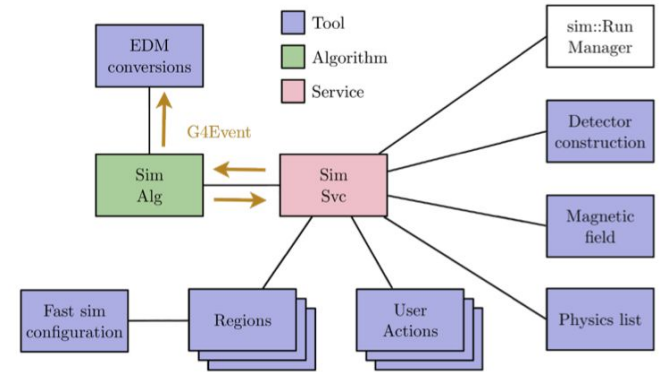 EDM
conversions
Tool
Algorithm
Service
sim::Run
Manager
G4Event
Detector
construction
Sim
Alg
Sim
Svc
Magnetic
field
Fast sim
configuration
Regions
User
Actions
Physics list